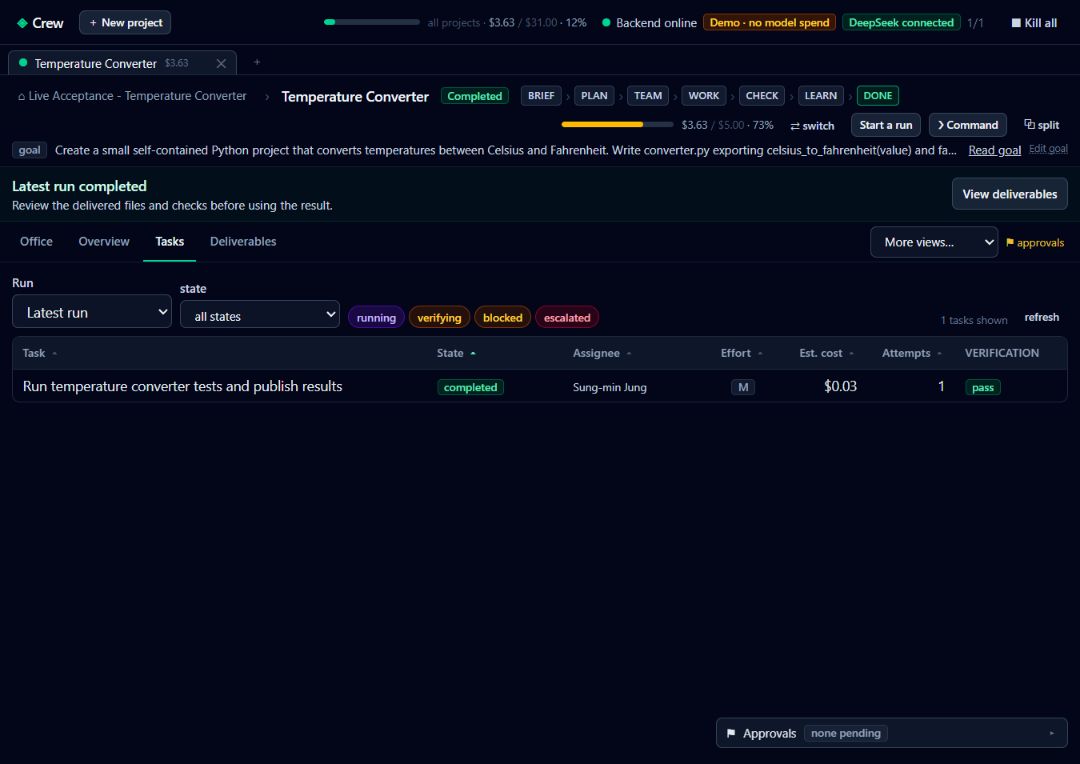 Crew + New project all projects · $3.63 / $31.00 · 12% Backend online Demo · no model spend DeepSeek connected 1/1 Kill all
Temperature Converter $3.63 +
Live Acceptance - Temperature Converter › Temperature Converter Completed BRIEF › PLAN › TEAM › WORK › CHECK › LEARN › DONE
$3.63 / $5.00 · 73% switch Start a run Command split
goal Create a small self-contained Python project that converts temperatures between Celsius and Fahrenheit. Write converter.py exporting celsius_to_fahrenheit(value) and fa... Read goal Edit goal
Latest run completed
Review the delivered files and checks before using the result.
View deliverables
Office Overview Tasks Deliverables More views... approvals
Run state
Latest run all states running verifying blocked escalated 1 tasks shown refresh
Task State Assignee Effort Est. cost Attempts VERIFICATION
Run temperature converter tests and publish results completed Sung-min Jung M $0.03 1 pass
Approvals none pending